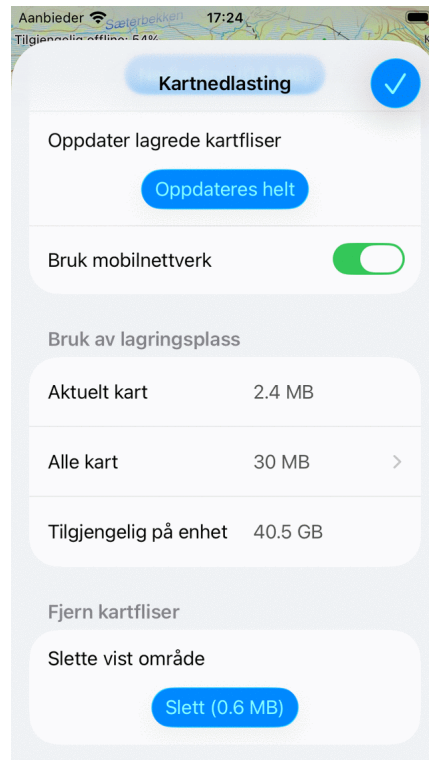 Aanbieder 17:24
Sæterbekken
Tilgjengelig offline: 54%
Kartnedlasting
Oppdater lagrede kartfliser
Oppdateres helt
Bruk mobilnettverk
Bruk av lagringsplass
Aktuelt kart 2.4 MB
Alle kart 30 MB
Tilgjengelig på enhet 40.5 GB
Fjern kartfliser
Slette vist område
Slett (0.6 MB)